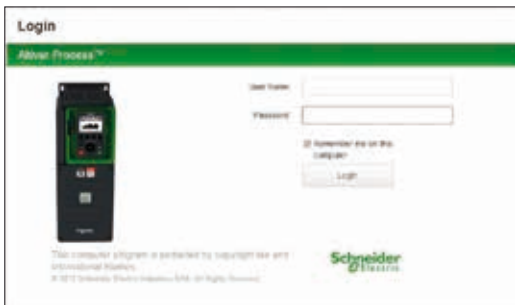 Login
Altivar Process™
User Name
Password
Remember me on this
computer
Login
This computer program is protected by copyright law and
international treaties.
Schneider
Electric